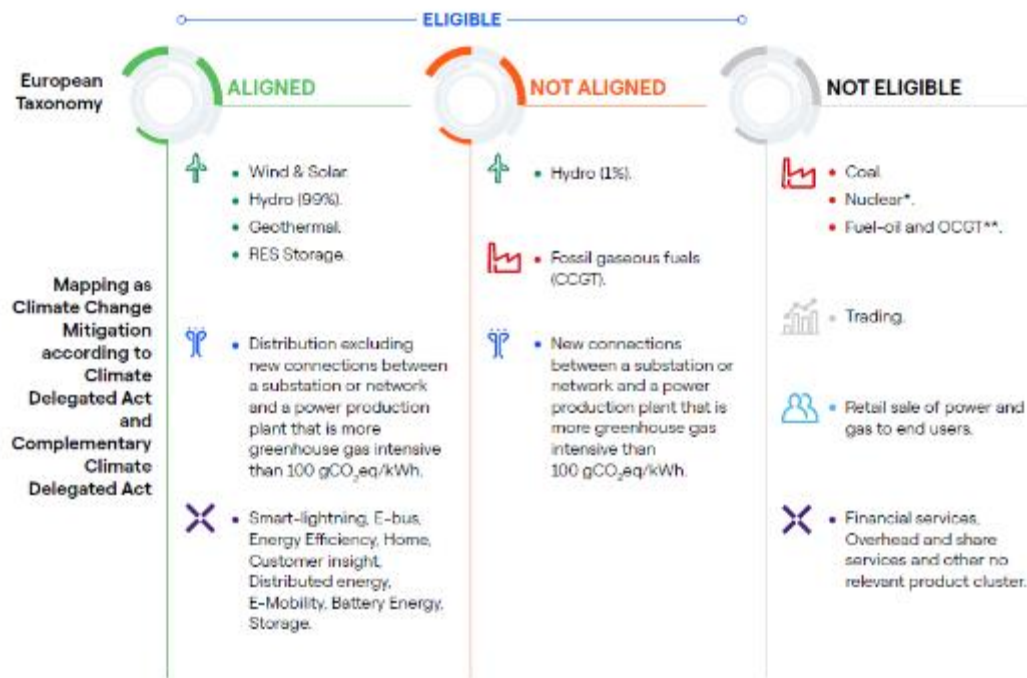 ELIGIBLE
European
Taxonomy
ALIGNED
NOT ALIGNED
NOT ELIGIBLE
Mapping as
Climate Change
Mitigation
according to
Climate
Delegated Act
and
Complementary
Climate
Delegated Act
• Wind & Solar.
• Hydro (99%).
• Geothermal.
• RES Storage.
• Distribution excluding
new connections between
a substation or network
and a power production
plant that is more
greenhouse gas intensive
than 100 gCO₂eq/kWh.
• Smart-lightning, E-bus,
Energy Efficiency, Home,
Customer insight,
Distributed energy,
E-Mobility, Battery Energy,
Storage.
• Hydro (1%).
• Fossil gaseous fuels
(CCGT).
• New connections
between a substation or
network and a power
production plant that is
more greenhouse gas
intensive than
100 gCO₂eq/kWh.
• Coal.
• Nuclear*.
• Fuel-oil and OCGT**.
• Trading.
• Retail sale of power and
gas to end users.
• Financial services,
Overhead and share
services and other no
relevant product cluster.